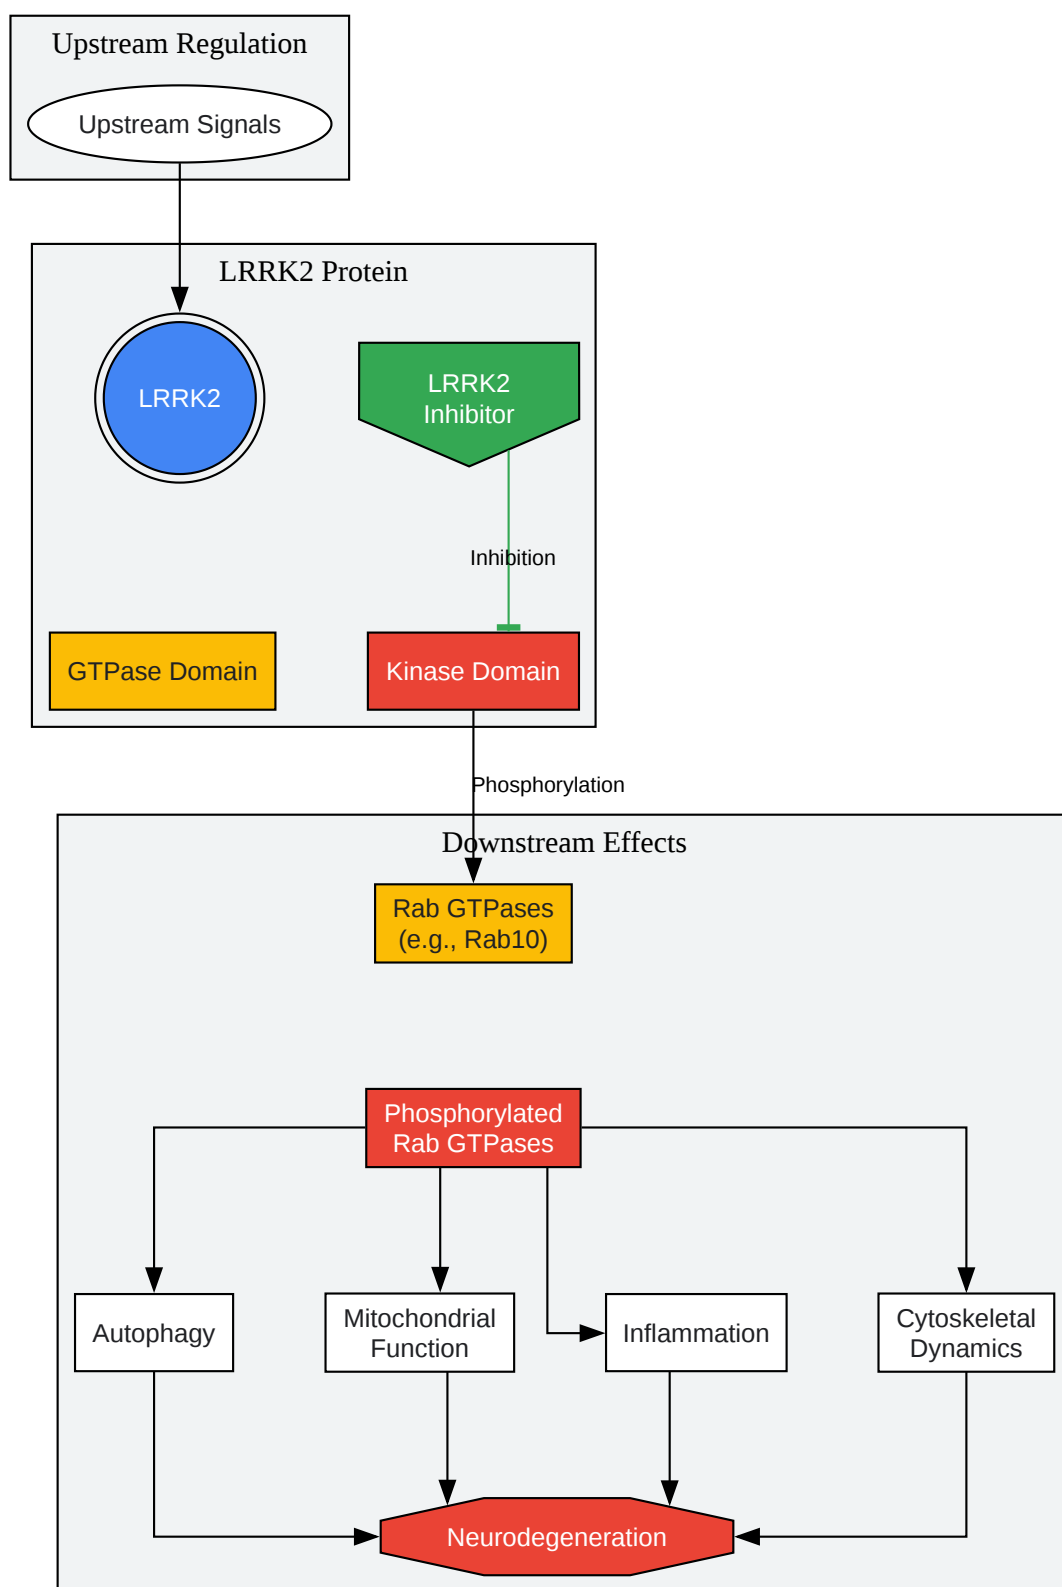 Upstream Regulation
Upstream Signals
LRRK2 Protein
LRRK2
LRRK2
Inhibitor
Inhibition
GTPase Domain
Kinase Domain
Phosphorylation
Downstream Effects
Rab GTPases
(e.g., Rab10)
Phosphorylated
Rab GTPases
Autophagy
Mitochondrial
Function
Inflammation
Cytoskeletal
Dynamics
Neurodegeneration